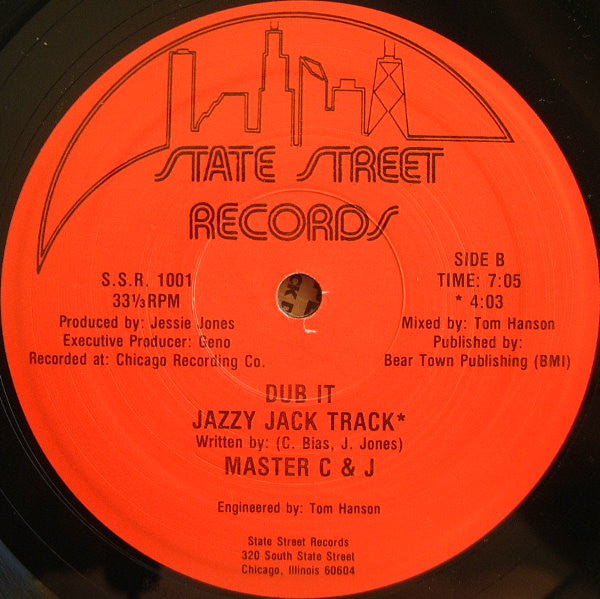 STATE STREET
RECORDS
S.S.R. 1001
33⅓ RPM
Produced by: Jessie Jones
Executive Producer: Geno
Recorded at: Chicago Recording Co.
SIDE B
TIME: 7:05
* 4:03
Mixed by: Tom Hanson
Published by:
Bear Town Publishing (BMI)
DUB IT
JAZZY JACK TRACK*
Written by: (C. Bias, J. Jones)
MASTER C & J
Engineered by: Tom Hanson
State Street Records
320 South State Street
Chicago, Illinois 60604